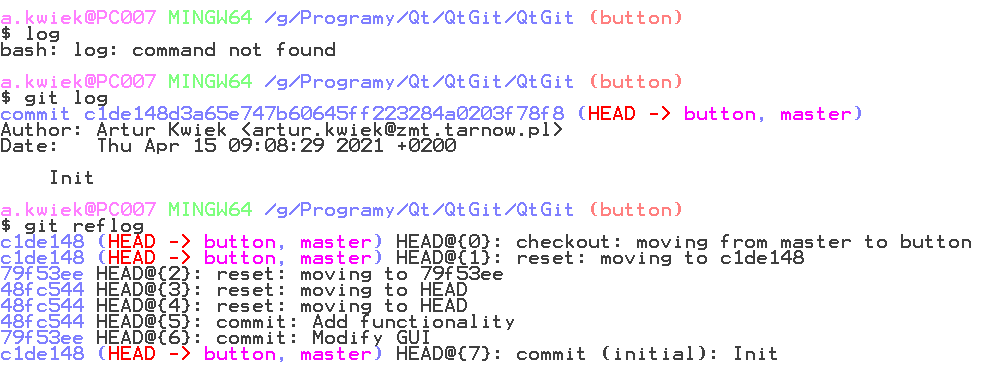 a.kwiek@PC007 MINGW64 /g/Programy/Qt/QtGit/QtGit (button)
$ log
bash: log: command not found
a.kwiek@PC007 MINGW64 /g/Programy/Qt/QtGit/QtGit (button)
$ git log
commit c1de148d3a65e747b60645ff223284a0203f78f8 (HEAD -> button, master)
Author: Artur Kwiek <artur.kwiek@zmt.tarnow.pl>
Date:   Thu Apr 15 09:08:29 2021 +0200
    Init
a.kwiek@PC007 MINGW64 /g/Programy/Qt/QtGit/QtGit (button)
$ git reflog
c1de148 (HEAD -> button, master) HEAD@{0}: checkout: moving from master to button
c1de148 (HEAD -> button, master) HEAD@{1}: reset: moving to c1de148
79f53ee HEAD@{2}: reset: moving to 79f53ee
48fc544 HEAD@{3}: reset: moving to HEAD
48fc544 HEAD@{4}: reset: moving to HEAD
48fc544 HEAD@{5}: commit: Add functionality
79f53ee HEAD@{6}: commit: Modify GUI
c1de148 (HEAD -> button, master) HEAD@{7}: commit (initial): Init